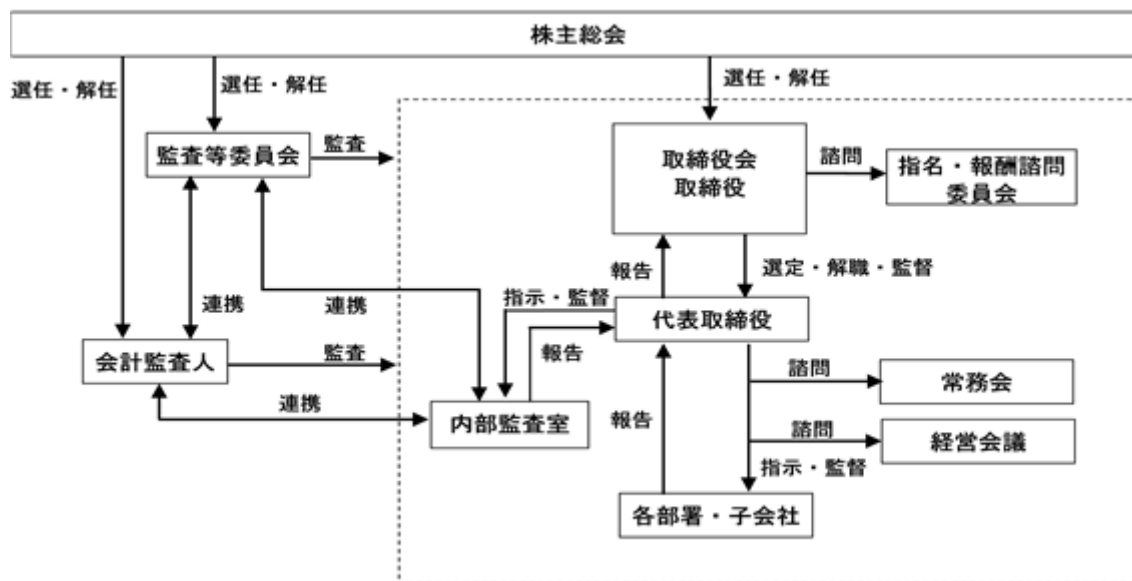 株主総会
選任・解任
選任・解任
選任・解任
監査等委員会
監査
取締役会
取締役
諮問
指名・報酬諮問
委員会
報告
選定・解職・監督
連携
連携
指示・監督
代表取締役
会計監査人
監査
報告
諮問
常務会
連携
内部監査室
報告
諮問
経営会議
指示・監督
各部署・子会社